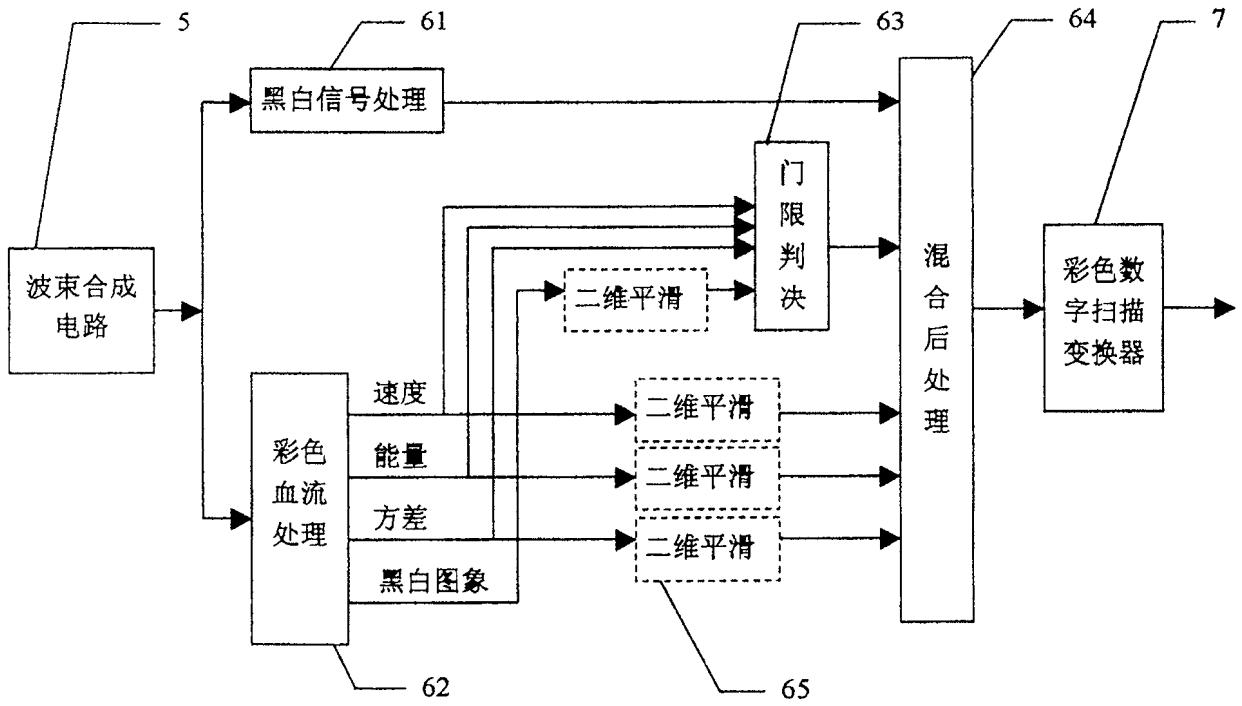 5
61
63
64
7
黑白信号处理
门
限
判
决
波束合成
电路
二维平滑
混
合
后
处
理
彩色数
字扫描
变换器
彩色
血流
处理
速度
能量
方差
黑白图象
二维平滑
二维平滑
二维平滑
62
65